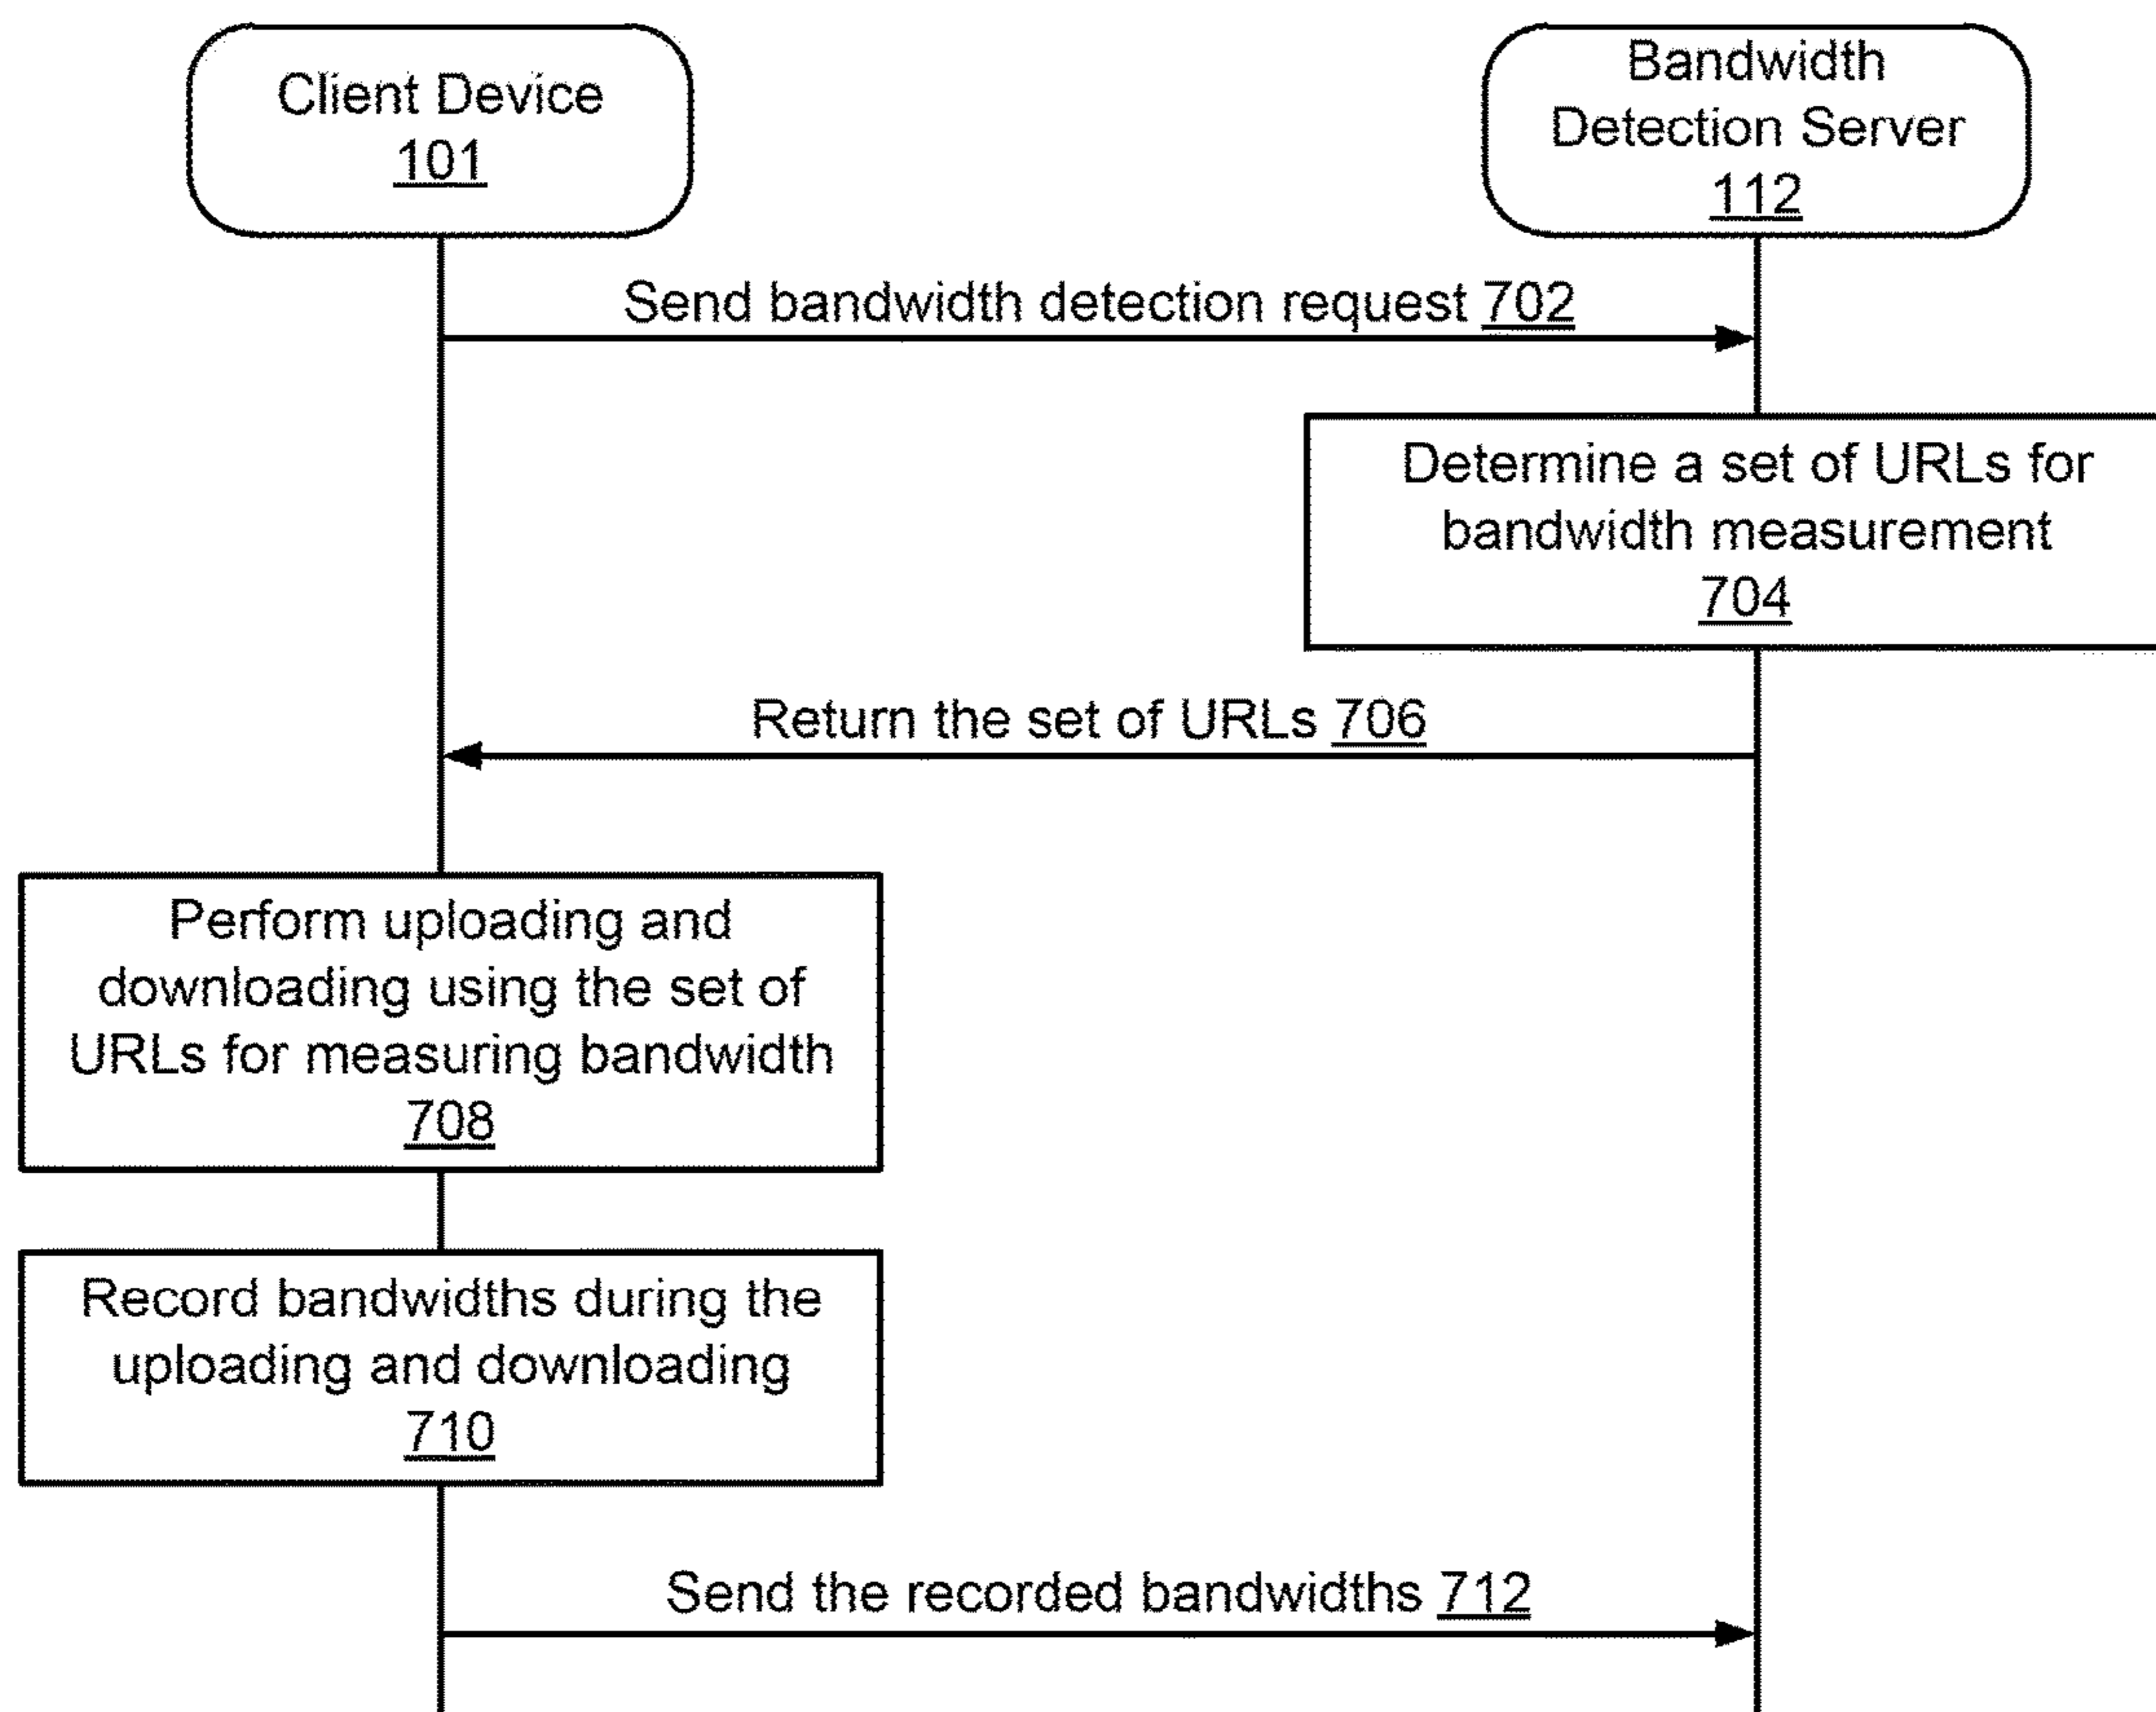 Client Device
101
Bandwidth
Detection Server
112
Send bandwidth detection request 702
Determine a set of URLs for
bandwidth measurement
704
Return the set of URLs 706
Perform uploading and
downloading using the set of
URLs for measuring bandwidth
708
Record bandwidths during the
uploading and downloading
710
Send the recorded bandwidths 712